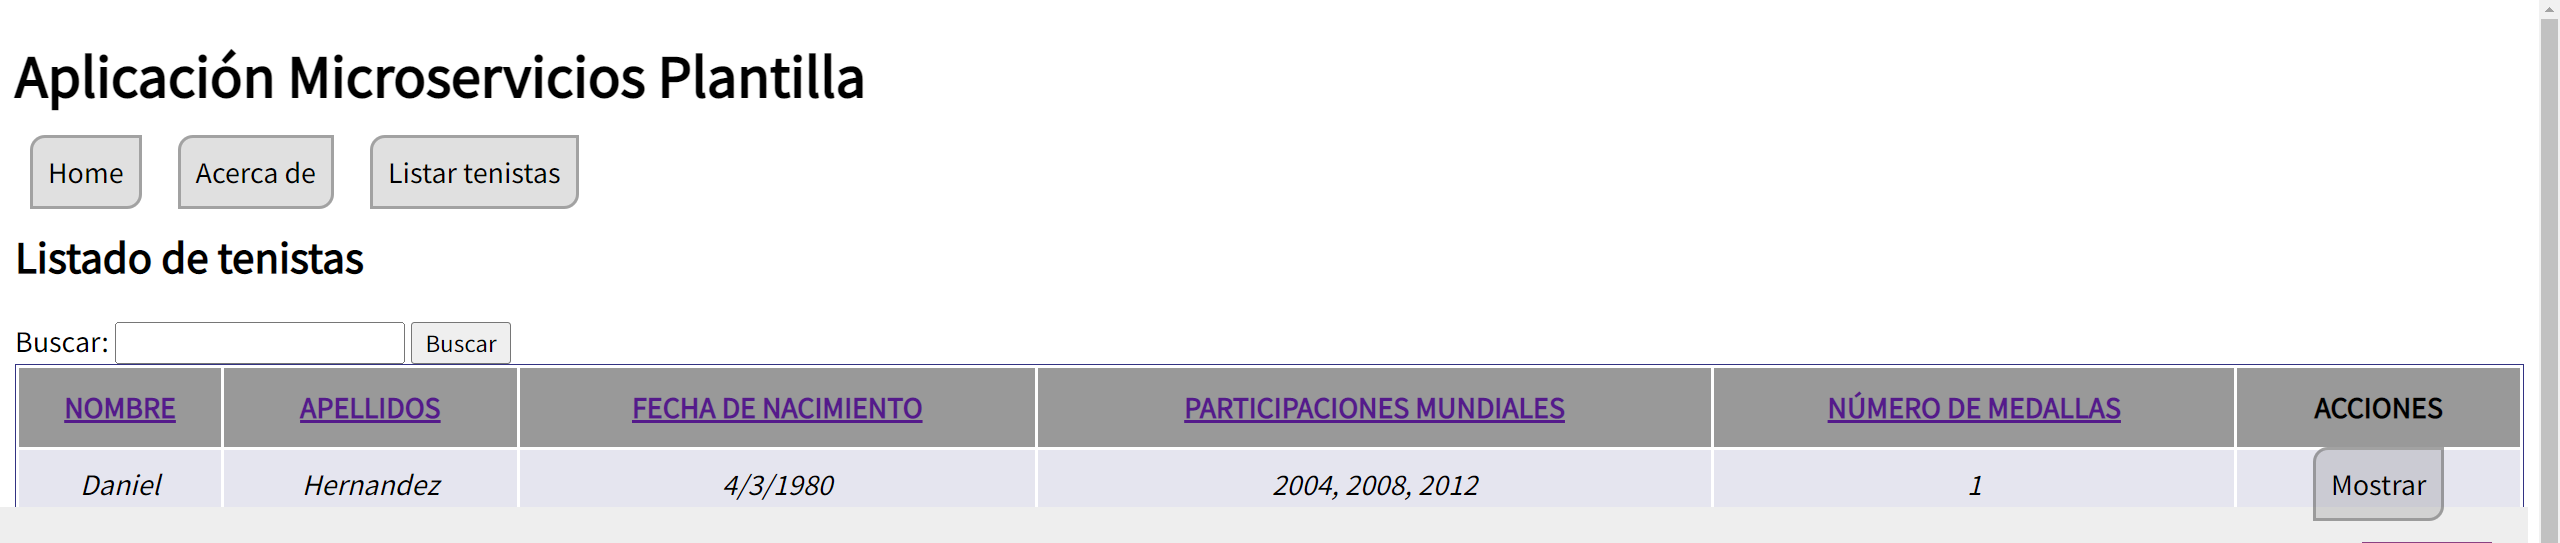 Aplicación Microservicios Plantilla
Home Acerca de Listar tenistas
Listado de tenistas
Buscar: Buscar
NOMBRE APELLIDOS FECHA DE NACIMIENTO PARTICIPACIONES MUNDIALES NÚMERO DE MEDALLAS ACCIONES
Daniel Hernandez 4/3/1980 2004, 2008, 2012 1 Mostrar